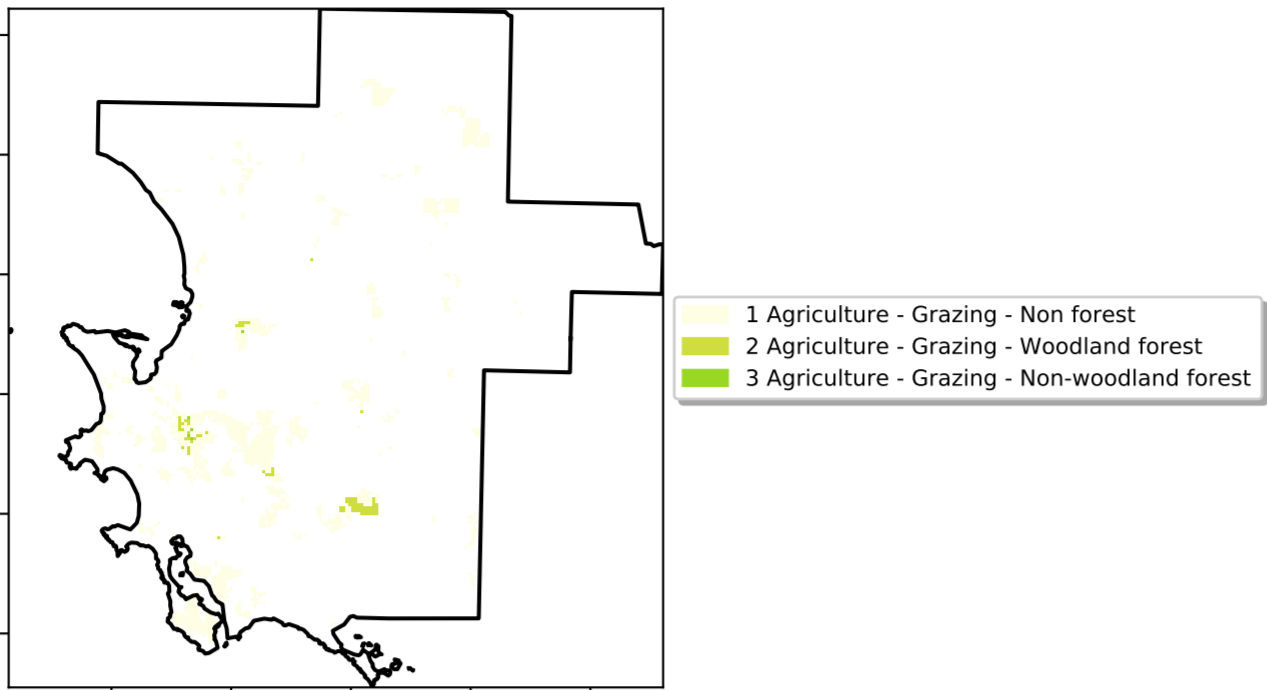 1 Agriculture - Grazing - Non forest
2 Agriculture - Grazing - Woodland forest
3 Agriculture - Grazing - Non-woodland forest